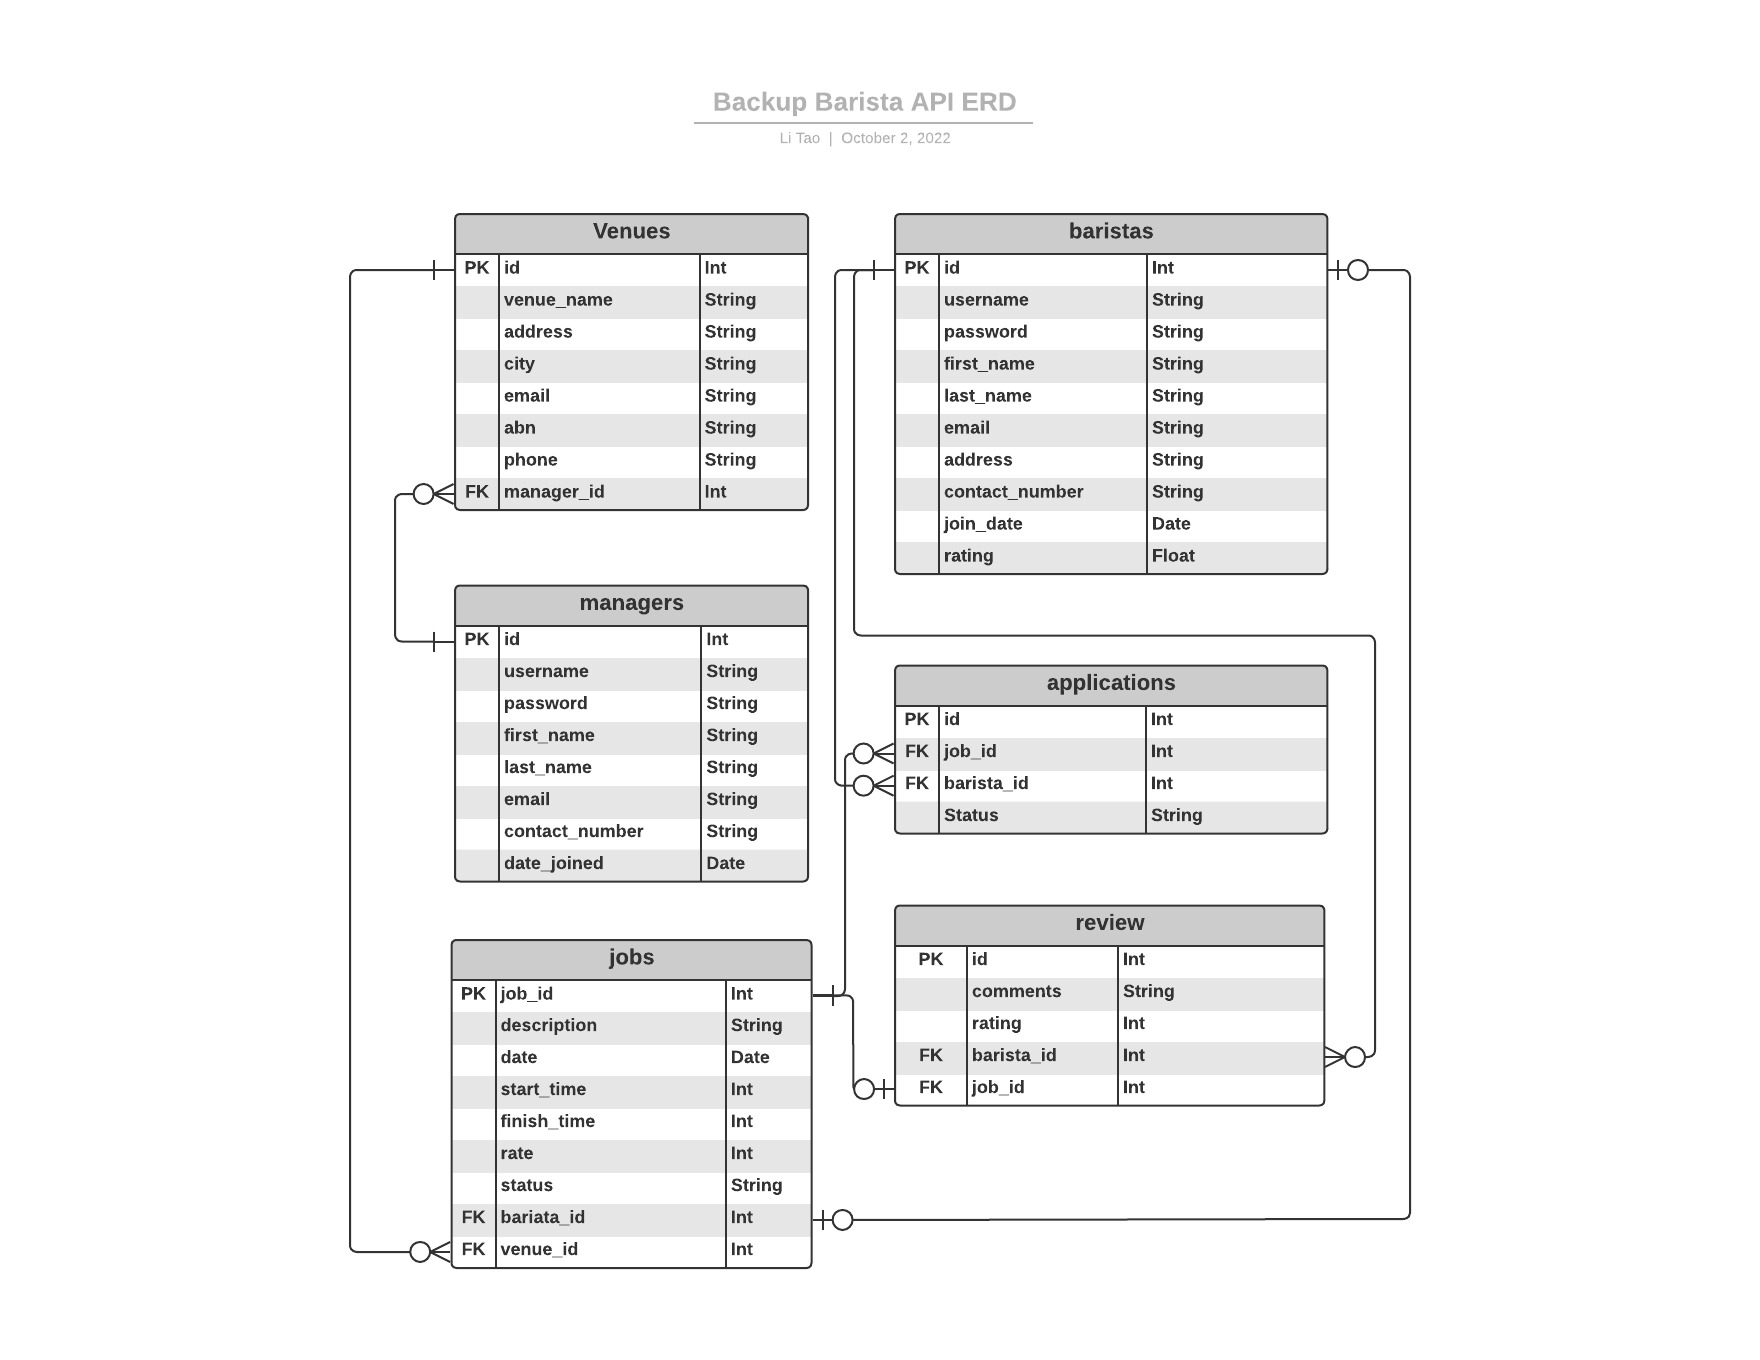 Backup Barista API ERD
Li Tao | October 2, 2022
Venues
PK id Int
venue_name String
address String
city String
email String
abn String
phone String
FK manager_id Int
managers
PK id Int
username String
password String
first_name String
last_name String
email String
contact_number String
date_joined Date
jobs
PK job_id Int
description String
date Date
start_time Int
finish_time Int
rate Int
status String
FK bariata_id Int
FK venue_id Int
baristas
PK id Int
username String
password String
first_name String
last_name String
email String
address String
contact_number String
join_date Date
rating Float
applications
PK id Int
FK job_id Int
FK barista_id Int
Status String
review
PK id Int
comments String
rating Int
FK barista_id Int
FK job_id Int